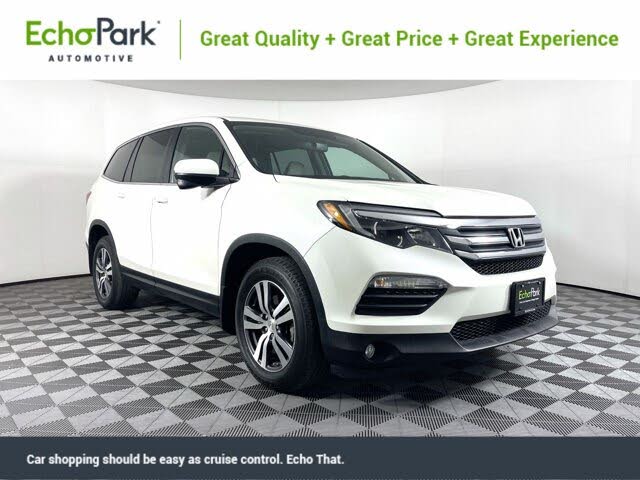 EchoPark
AUTOMOTIVE
Great Quality + Great Price + Great Experience
EchoPark
Car shopping should be easy as cruise control. Echo That.